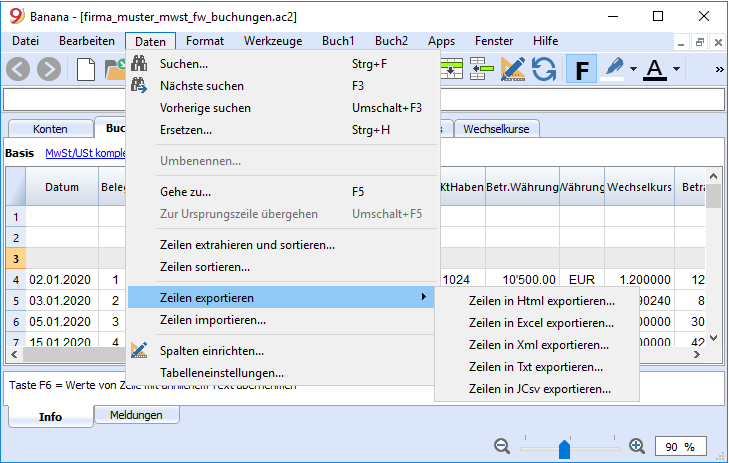 Banana - [firma_muster_mwst_fw_buchungen.ac2]
Datei Bearbeiten Daten Format Werkzeuge Buch1 Buch2 Apps Fenster Hilfe
Suchen... Strg+F
Nächste suchen F3
Vorherige suchen Umschalt+F3
Ersetzen... Strg+H
Umbenennen...
Gehe zu... F5
Zur Ursprungszeile übergehen Umschalt+F5
Zeilen extrahieren und sortieren...
Zeilen sortieren...
Zeilen exportieren
Zeilen importieren...
Spalten einrichten...
Tabelleneinstellungen...
Zeilen in Html exportieren...
Zeilen in Excel exportieren...
Zeilen in Xml exportieren...
Zeilen in Txt exportieren...
Zeilen in JCsv exportieren...
F A »
Konten Buc s Wechselkurse
Basis MwSt/USt komple
Datum Beleg KtHaben Betr.Währung Währung Wechselkurs Betra
1
2
3
4 02.01.2020 1 1024 10'500.00 EUR 1.200000 12
5 03.01.2020 2 90240 8
6 05.01.2020 3 00000 30
7 15.01.2020 4 00000 42
Taste F6 = Werte von Zeile mit ähnlichem Text übernehmen
Info Meldungen
90 %